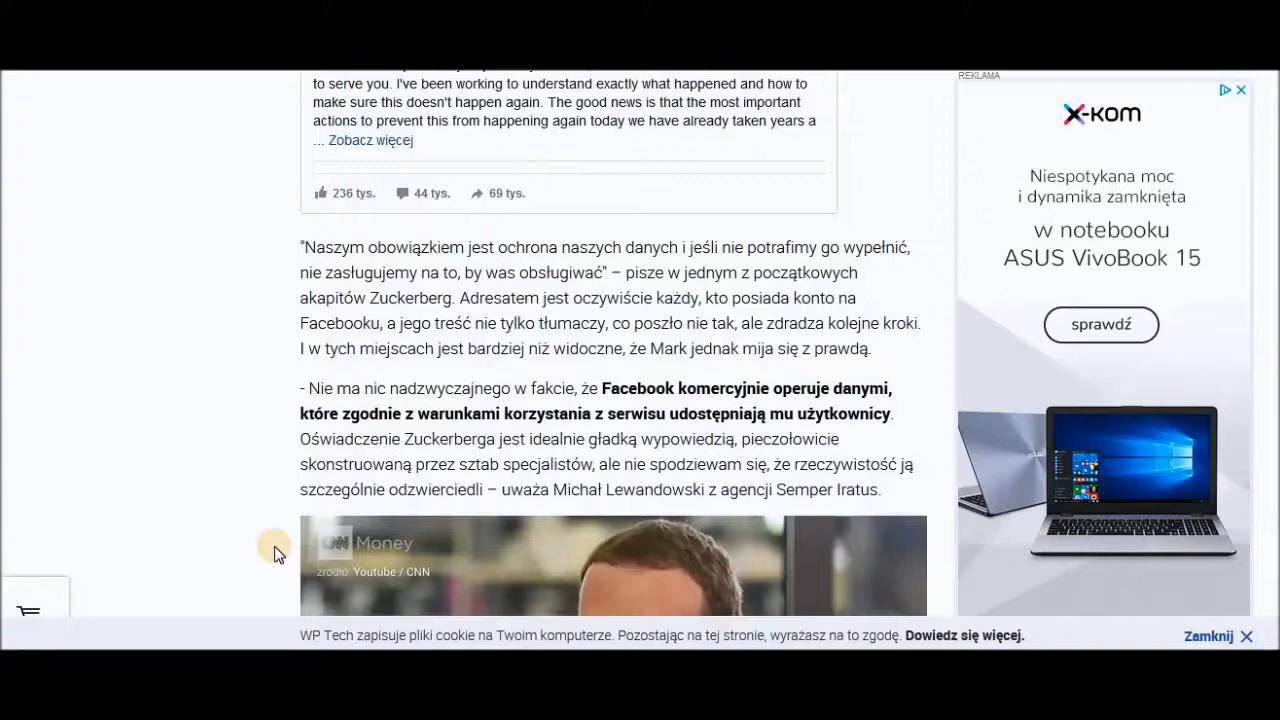 to serve you. I've been working to understand exactly what happened and how to
make sure this doesn't happen again. The good news is that the most important
actions to prevent this from happening again today we have already taken years a
... Zobacz więcej
236 tys. 44 tys. 69 tys.
"Naszym obowiązkiem jest ochrona naszych danych i jeśli nie potrafimy go wypełnić,
nie zasługujemy na to, by was obsługiwać" – pisze w jednym z początkowych
akapitów Zuckerberg. Adresatem jest oczywiście każdy, kto posiada konto na
Facebooku, a jego treść nie tylko tłumaczy, co poszło nie tak, ale zdradza kolejne kroki.
I w tych miejscach jest bardziej niż widoczne, że Mark jednak mija się z prawdą.
- Nie ma nic nadzwyczajnego w fakcie, że Facebook komercyjnie operuje danymi,
które zgodnie z warunkami korzystania z serwisu udostępniają mu użytkownicy.
Oświadczenie Zuckerberga jest idealnie gładką wypowiedzią, pieczołowicie
skonstruowaną przez sztab specjalistów, ale nie spodziewam się, że rzeczywistość ją
szczególnie odzwierciedli – uważa Michał Lewandowski z agencji Semper Iratus.
CNN Money
źródło: Youtube / CNN
REKLAMA
X-KOM
Niespotykana moc
i dynamika zamknięta
w notebooku
ASUS VivoBook 15
sprawdź
WP Tech zapisuje pliki cookie na Twoim komputerze. Pozostając na tej stronie, wyrażasz na to zgodę. Dowiedz się więcej.
Zamknij